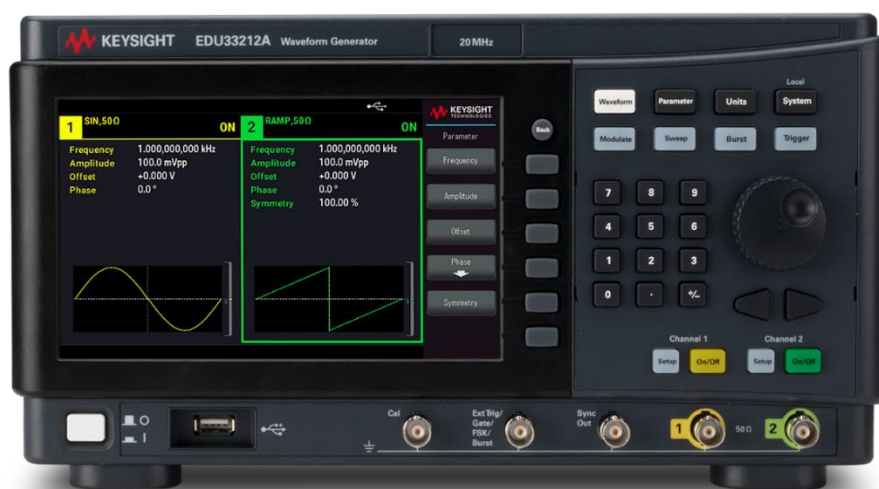 KEYSIGHT EDU33212A Waveform Generator 20 MHz
1 SIN,50Ω ON
Frequency 1.000,000,000 kHz
Amplitude 100.0 mVpp
Offset +0.000 V
Phase 0.0 °
2 RAMP,50Ω ON
Frequency 1.000,000,000 kHz
Amplitude 100.0 mVpp
Offset +0.000 V
Phase 0.0 °
Symmetry 100.00 %
KEYSIGHT
TECHNOLOGIES
Parameter
Frequency
Amplitude
Offset
Phase
Symmetry
Back
Local
Waveform Parameter Units System
Modulate Sweep Burst Trigger
7 8 9
4 5 6
1 2 3
0 . +/−
Channel 1 Channel 2
Setup On/Off Setup On/Off
O
I
Cal
Ext Trig/
Gate/
FSK/
Burst
Sync
Out
1 50 Ω 2